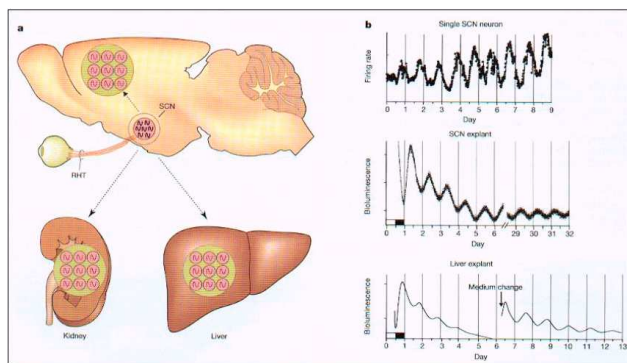 a
SCN
RHT
Kidney
Liver
b
Single SCN neuron
Firing rate
0 1 2 3 4 5 6 7 8 9
Day
SCN explant
Bioluminescence
0 1 2 3 4 5 6 29 30 31 32
Day
Liver explant
Medium change
Bioluminescence
0 1 2 3 4 5 6 7 8 9 10 11 12 13
Day